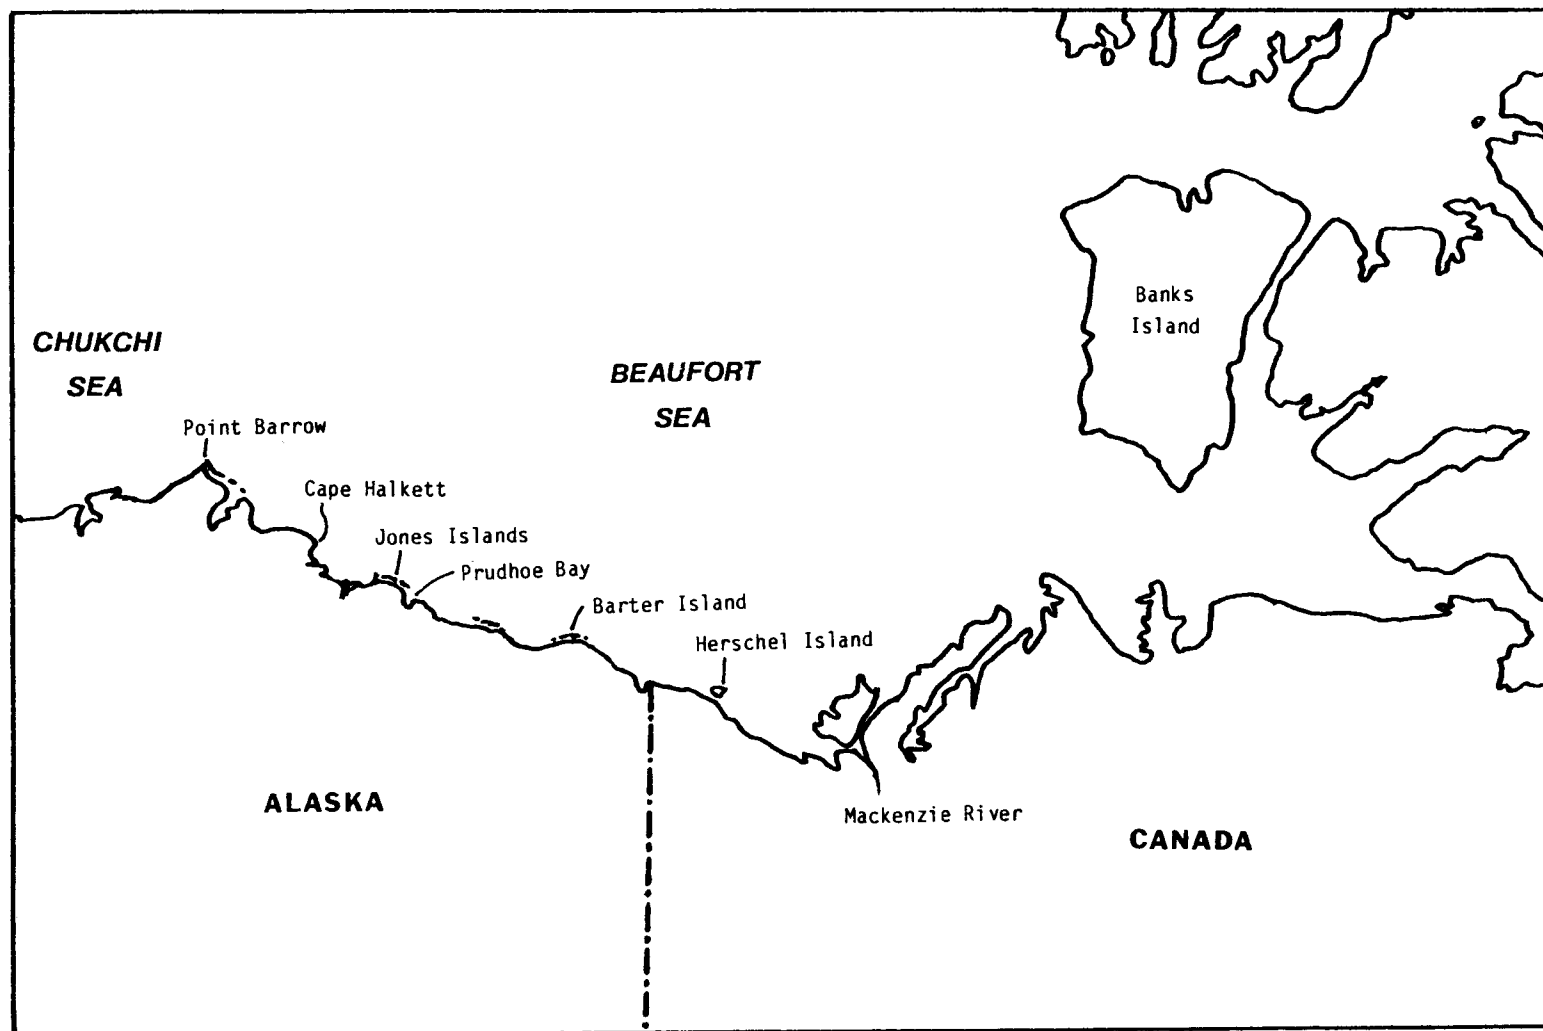 Banks
Island
CHUKCHI
SEA
BEAUFORT
SEA
Point Barrow
Cape Halkett
Jones Islands
Prudhoe Bay
Barter Island
Herschel Island
ALASKA
Mackenzie River
CANADA